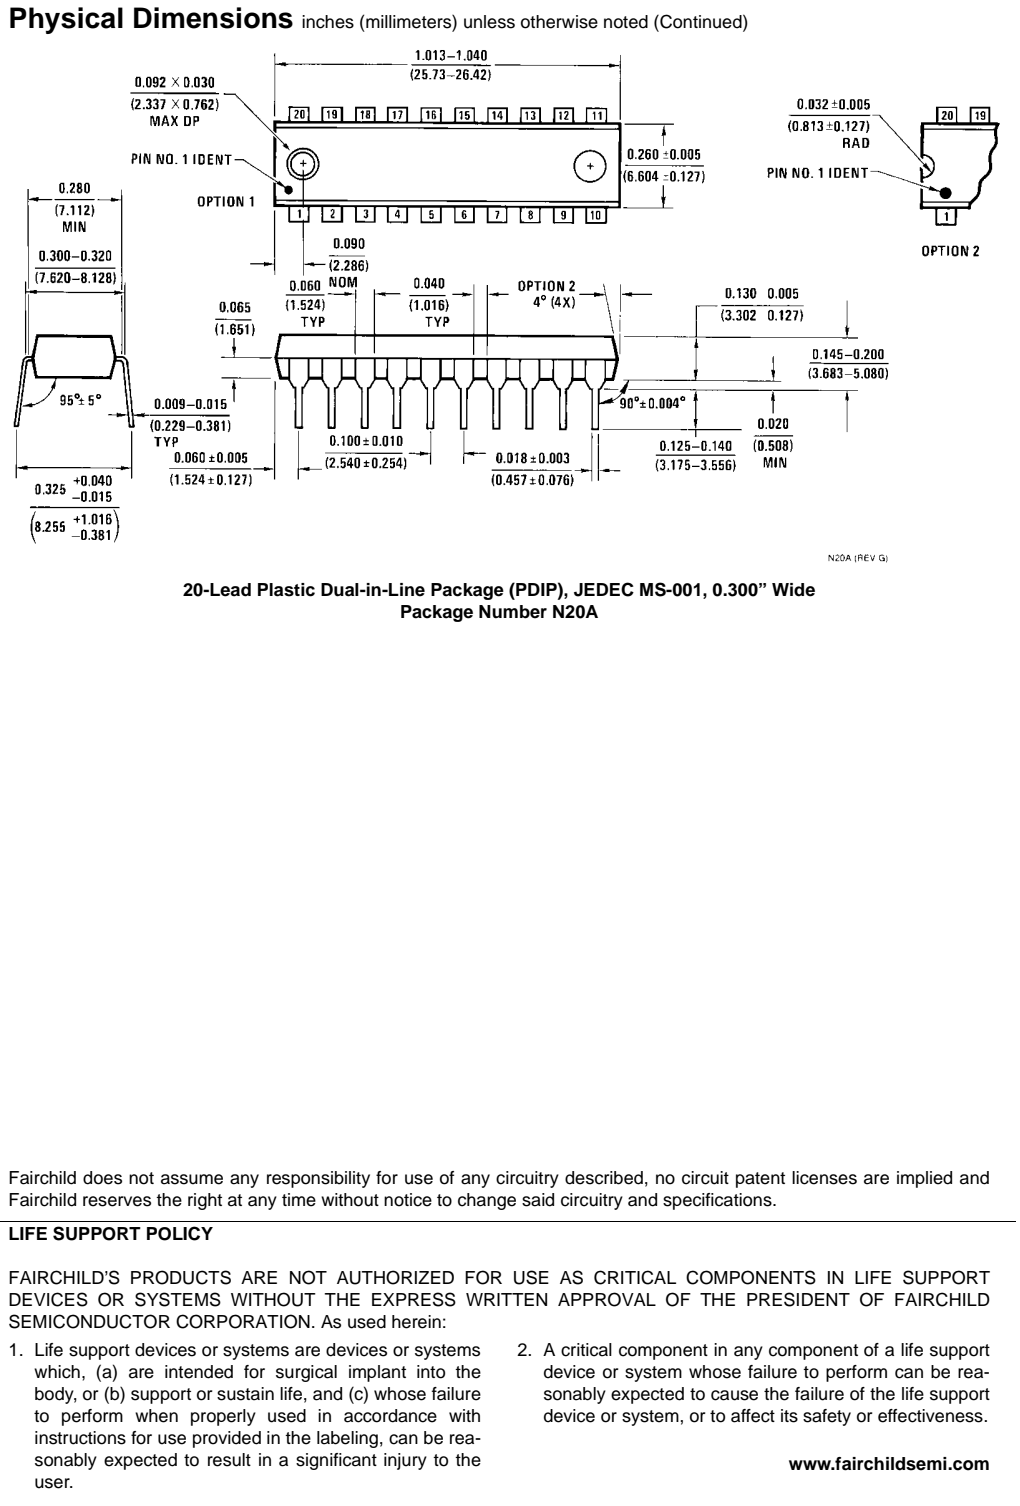 Physical Dimensions inches (millimeters) unless otherwise noted (Continued)
1.013–1.040
(25.73–26.42)
0.092 × 0.030
(2.337 × 0.762)
MAX DP
20 19 18 17 16 15 14 13 12 11
0.032 ±0.005
(0.813±0.127)
RAD
20 19
PIN NO. 1 IDENT
0.260 ±0.005
(6.604 ±0.127)
PIN NO. 1 IDENT
OPTION 1
1 2 3 4 5 6 7 8 9 10
1
OPTION 2
0.280
(7.112)
MIN
0.300–0.320
(7.620–8.128)
0.090
(2.286)
NOM
0.060
(1.524)
TYP
0.040
(1.016)
TYP
OPTION 2
4° (4X)
0.130 0.005
(3.302 0.127)
0.065
(1.651)
0.145–0.200
(3.683–5.080)
95°± 5°
90°±0.004°
0.009–0.015
(0.229–0.381)
TYP
0.100±0.010
(2.540±0.254)
0.020
(0.508)
MIN
0.125–0.140
(3.175–3.556)
0.060 ±0.005
(1.524±0.127)
0.018±0.003
(0.457±0.076)
0.325 +0.040
–0.015
(8.255 +1.016
–0.381)
N20A (REV G)
20-Lead Plastic Dual-in-Line Package (PDIP), JEDEC MS-001, 0.300” Wide
Package Number N20A
Fairchild does not assume any responsibility for use of any circuitry described, no circuit patent licenses are implied and
Fairchild reserves the right at any time without notice to change said circuitry and specifications.
LIFE SUPPORT POLICY
FAIRCHILD’S PRODUCTS ARE NOT AUTHORIZED FOR USE AS CRITICAL COMPONENTS IN LIFE SUPPORT
DEVICES OR SYSTEMS WITHOUT THE EXPRESS WRITTEN APPROVAL OF THE PRESIDENT OF FAIRCHILD
SEMICONDUCTOR CORPORATION. As used herein:
1. Life support devices or systems are devices or systems
which, (a) are intended for surgical implant into the
body, or (b) support or sustain life, and (c) whose failure
to perform when properly used in accordance with
instructions for use provided in the labeling, can be rea-
sonably expected to result in a significant injury to the
user.
2. A critical component in any component of a life support
device or system whose failure to perform can be rea-
sonably expected to cause the failure of the life support
device or system, or to affect its safety or effectiveness.
www.fairchildsemi.com